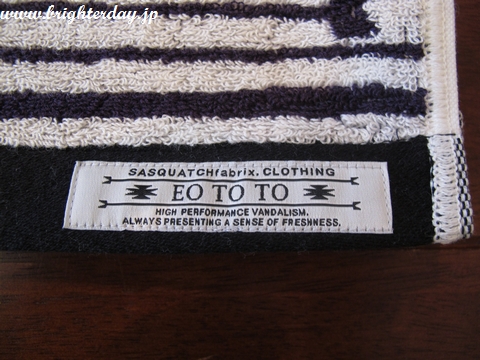 www.brighterday.jp
SASQUATCHfabrix. CLOTHING
EO TO TO
HIGH PERFORMANCE VANDALISM.
ALWAYS PRESENTING A SENSE OF FRESHNESS.